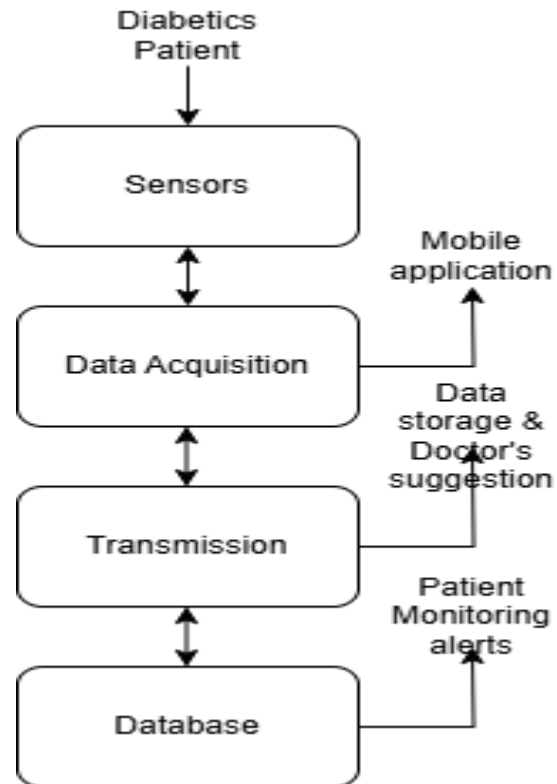 Diabetics
Patient
Sensors
Mobile
application
Data Acquisition
Data
storage &
Doctor's
suggestion
Transmission
Patient
Monitoring
alerts
Database